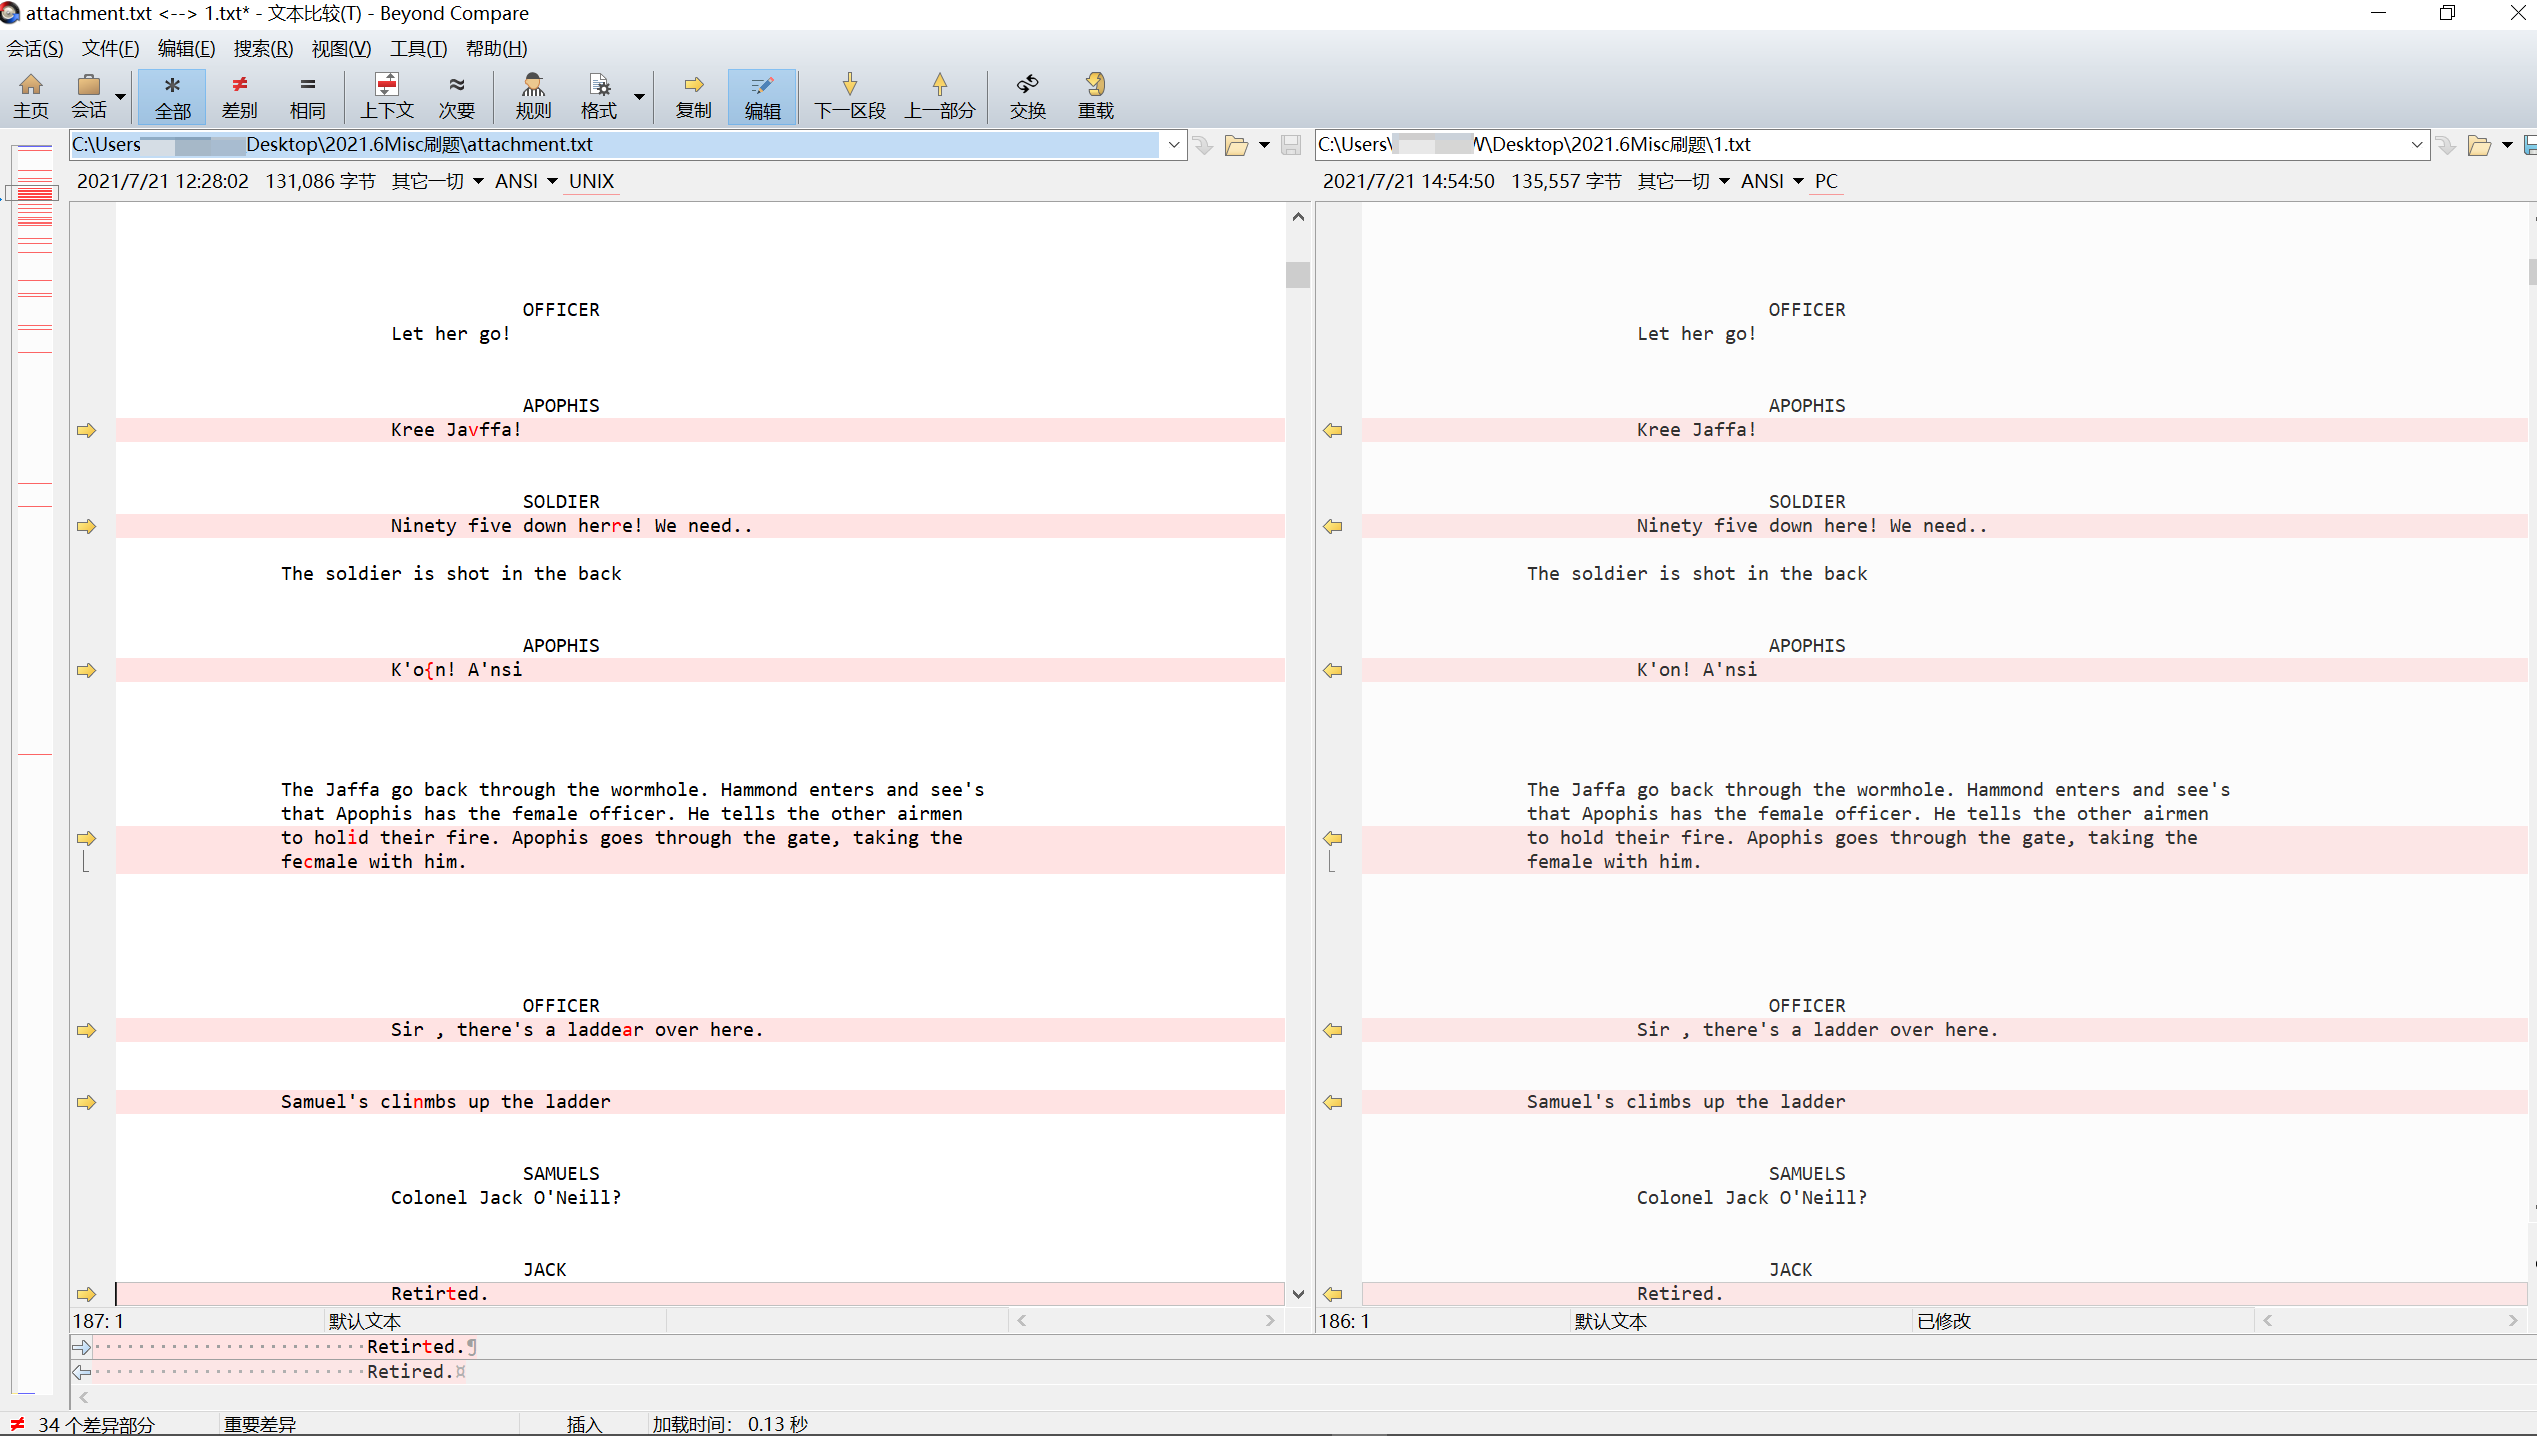 attachment.txt <--> 1.txt* - 文本比较(T) - Beyond Compare
会话(S) 文件(F) 编辑(E) 搜索(R) 视图(V) 工具(T) 帮助(H)
主页 会话 全部 差别 相同 上下文 次要 规则 格式 复制 编辑 下一区段 上一部分 交换 重载
C:\Users Desktop\2021.6Misc刷题\attachment.txt
C:\Users\ \Desktop\2021.6Misc刷题\1.txt
2021/7/21 12:28:02 131,086 字节 其它一切 ANSI UNIX
2021/7/21 14:54:50 135,557 字节 其它一切 ANSI PC
OFFICER
Let her go!
APOPHIS
Kree Javffa!
SOLDIER
Ninety five down herre! We need..
The soldier is shot in the back
APOPHIS
K'o{n! A'nsi
The Jaffa go back through the wormhole. Hammond enters and see's
that Apophis has the female officer. He tells the other airmen
to holid their fire. Apophis goes through the gate, taking the
fecmale with him.
OFFICER
Sir , there's a laddear over here.
Samuel's clinmbs up the ladder
SAMUELS
Colonel Jack O'Neill?
JACK
Retirted.
OFFICER
Let her go!
APOPHIS
Kree Jaffa!
SOLDIER
Ninety five down here! We need..
The soldier is shot in the back
APOPHIS
K'on! A'nsi
The Jaffa go back through the wormhole. Hammond enters and see's
that Apophis has the female officer. He tells the other airmen
to hold their fire. Apophis goes through the gate, taking the
female with him.
OFFICER
Sir , there's a ladder over here.
Samuel's climbs up the ladder
SAMUELS
Colonel Jack O'Neill?
JACK
Retired.
187: 1 默认文本
186: 1 默认文本 已修改
Retirted.¶
Retired.¤
34 个差异部分 重要差异 插入 加载时间: 0.13 秒